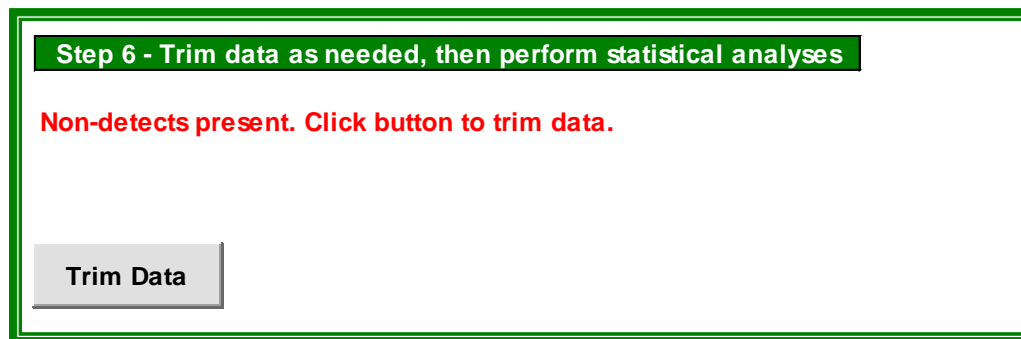 Step 6 - Trim data as needed, then perform statistical analyses
Non-detects present. Click button to trim data.
Trim Data